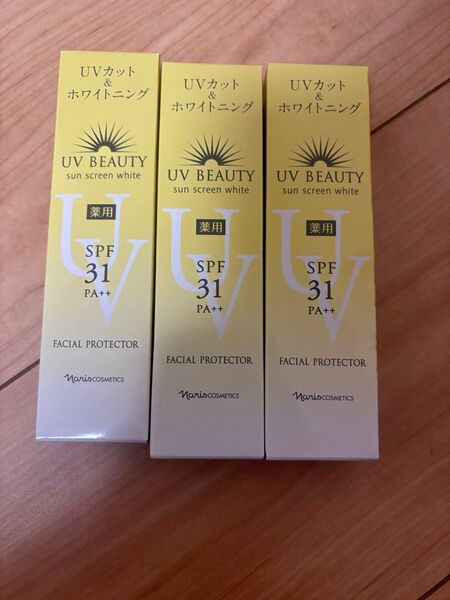 UVカット
&
ホワイトニング
UV BEAUTY
sun screen white
UV
薬用
SPF
31
PA++
FACIAL PROTECTOR
naris COSMETICS
UVカット
&
ホワイトニング
UV BEAUTY
sun screen white
UV
薬用
SPF
31
PA++
FACIAL PROTECTOR
naris COSMETICS
UVカット
&
ホワイトニング
UV BEAUTY
sun screen white
UV
薬用
SPF
31
PA++
FACIAL PROTECTOR
naris COSMETICS